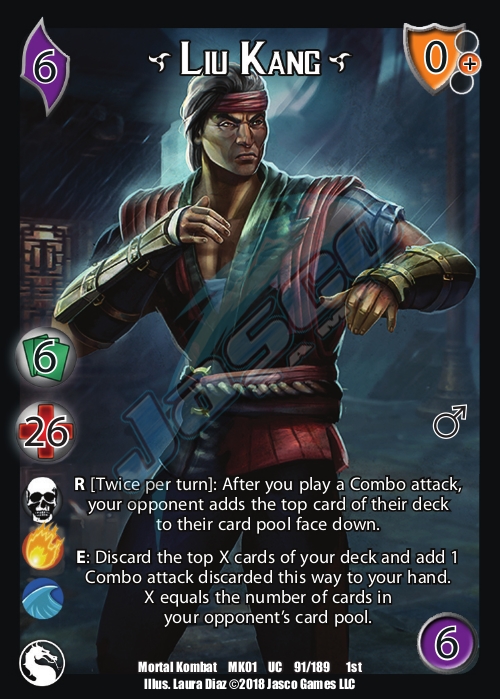 6
LIU KANG
0
+
6
26
R [Twice per turn]: After you play a Combo attack,
your opponent adds the top card of their deck
to their card pool face down.
E: Discard the top X cards of your deck and add 1
Combo attack discarded this way to your hand.
X equals the number of cards in
your opponent's card pool.
6
Mortal Kombat MK01 UC 91/189 1st
Illus. Laura Diaz ©2018 Jasco Games LLC
JASCO
GAMES